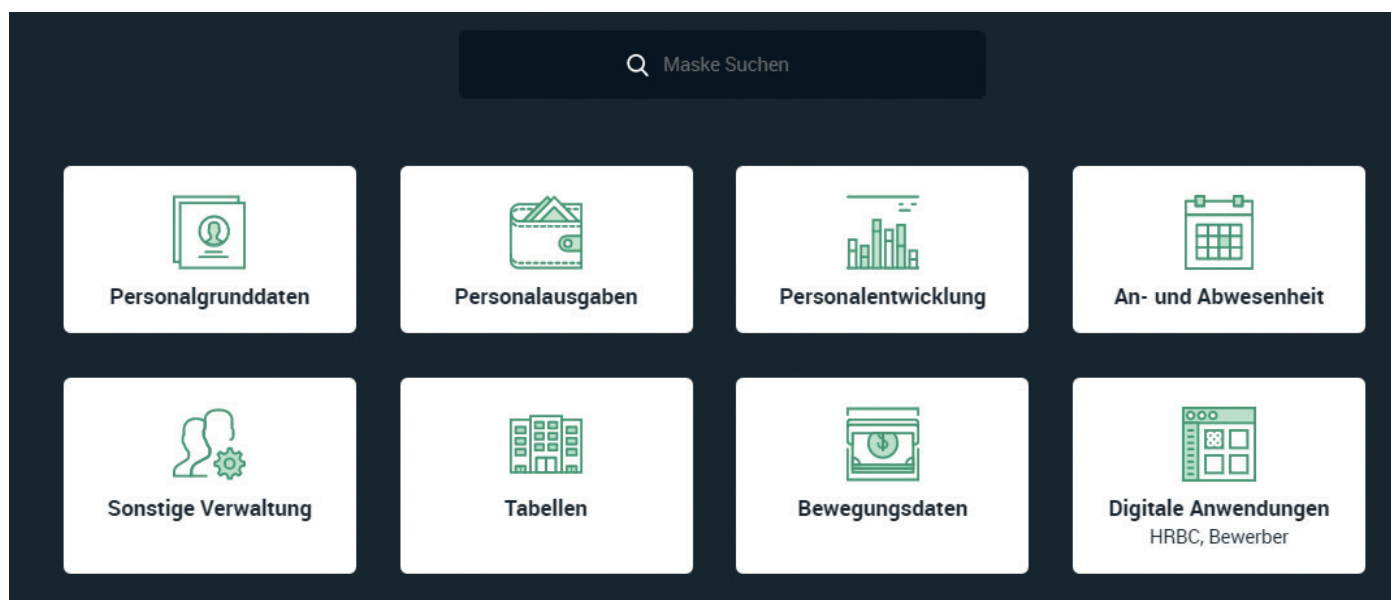 Maske Suchen
Personalgrunddaten
Personalausgaben
Personalentwicklung
An- und Abwesenheit
Sonstige Verwaltung
Tabellen
Bewegungsdaten
Digitale Anwendungen
HRBC, Bewerber